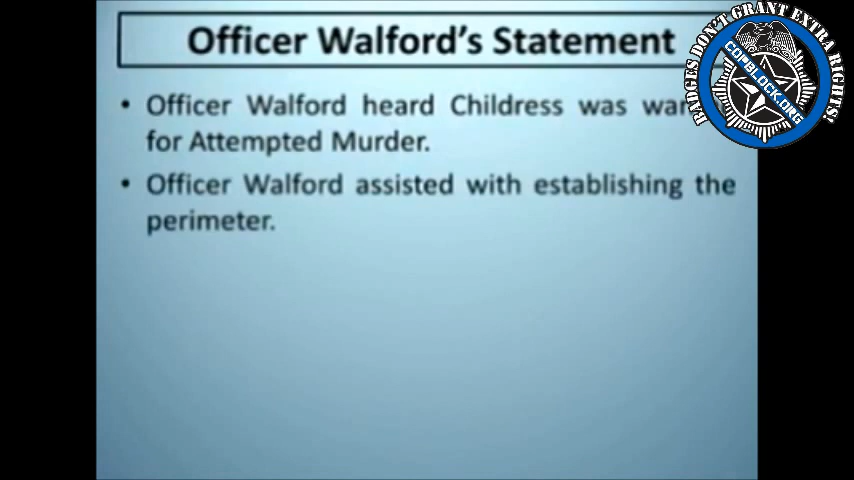 BADGES DON'T GRANT EXTRA RIGHTS!
COPBLOCK.ORG
Officer Walford's Statement
• Officer Walford heard Childress was
for Attempted Murder.
• Officer Walford assisted with establishing the
perimeter.